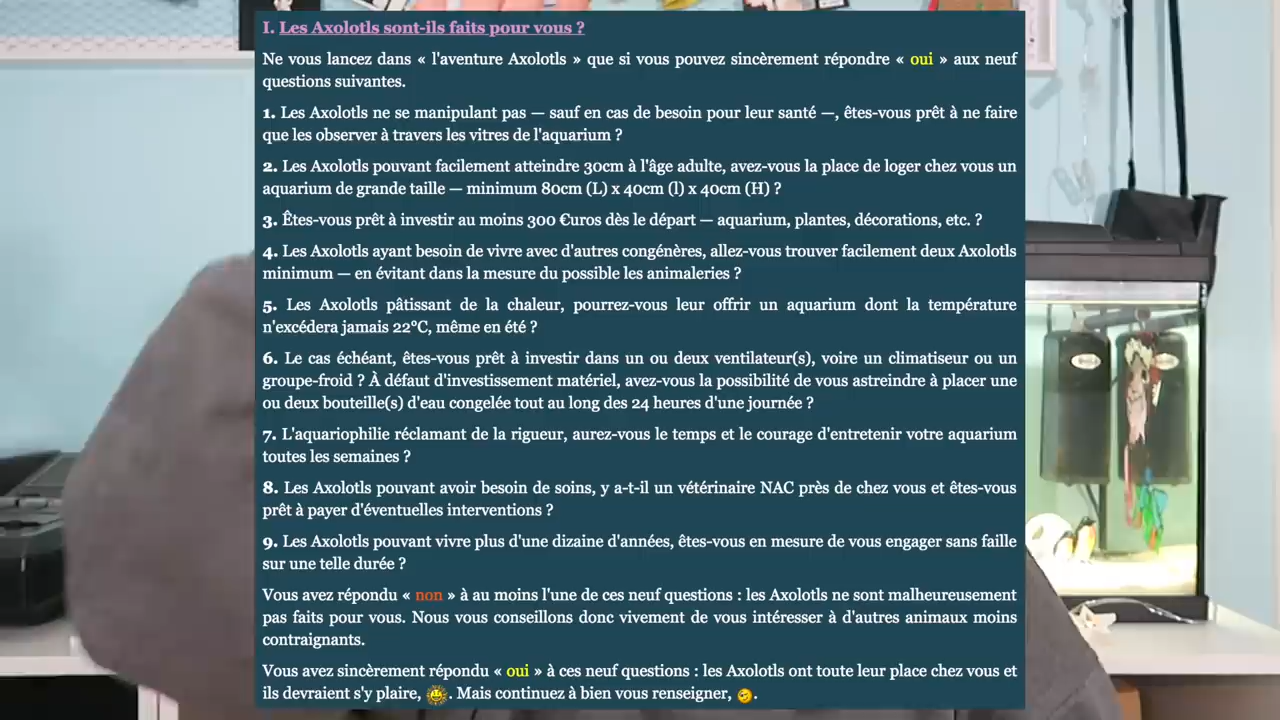 I. Les Axolotls sont-ils faits pour vous ?
Ne vous lancez dans « l'aventure Axolotls » que si vous pouvez sincèrement répondre « oui » aux neuf
questions suivantes.
1. Les Axolotls ne se manipulant pas — sauf en cas de besoin pour leur santé —, êtes-vous prêt à ne faire
que les observer à travers les vitres de l'aquarium ?
2. Les Axolotls pouvant facilement atteindre 30cm à l'âge adulte, avez-vous la place de loger chez vous un
aquarium de grande taille — minimum 80cm (L) x 40cm (l) x 40cm (H) ?
3. Êtes-vous prêt à investir au moins 300 €uros dès le départ — aquarium, plantes, décorations, etc. ?
4. Les Axolotls ayant besoin de vivre avec d'autres congénères, allez-vous trouver facilement deux Axolotls
minimum — en évitant dans la mesure du possible les animaleries ?
5. Les Axolotls pâtissant de la chaleur, pourrez-vous leur offrir un aquarium dont la température
n'excédera jamais 22°C, même en été ?
6. Le cas échéant, êtes-vous prêt à investir dans un ou deux ventilateur(s), voire un climatiseur ou un
groupe-froid ? À défaut d'investissement matériel, avez-vous la possibilité de vous astreindre à placer une
ou deux bouteille(s) d'eau congelée tout au long des 24 heures d'une journée ?
7. L'aquariophilie réclamant de la rigueur, aurez-vous le temps et le courage d'entretenir votre aquarium
toutes les semaines ?
8. Les Axolotls pouvant avoir besoin de soins, y a-t-il un vétérinaire NAC près de chez vous et êtes-vous
prêt à payer d'éventuelles interventions ?
9. Les Axolotls pouvant vivre plus d'une dizaine d'années, êtes-vous en mesure de vous engager sans faille
sur une telle durée ?
Vous avez répondu « non » à au moins l'une de ces neuf questions : les Axolotls ne sont malheureusement
pas faits pour vous. Nous vous conseillons donc vivement de vous intéresser à d'autres animaux moins
contraignants.
Vous avez sincèrement répondu « oui » à ces neuf questions : les Axolotls ont toute leur place chez vous et
ils devraient s'y plaire, . Mais continuez à bien vous renseigner, .